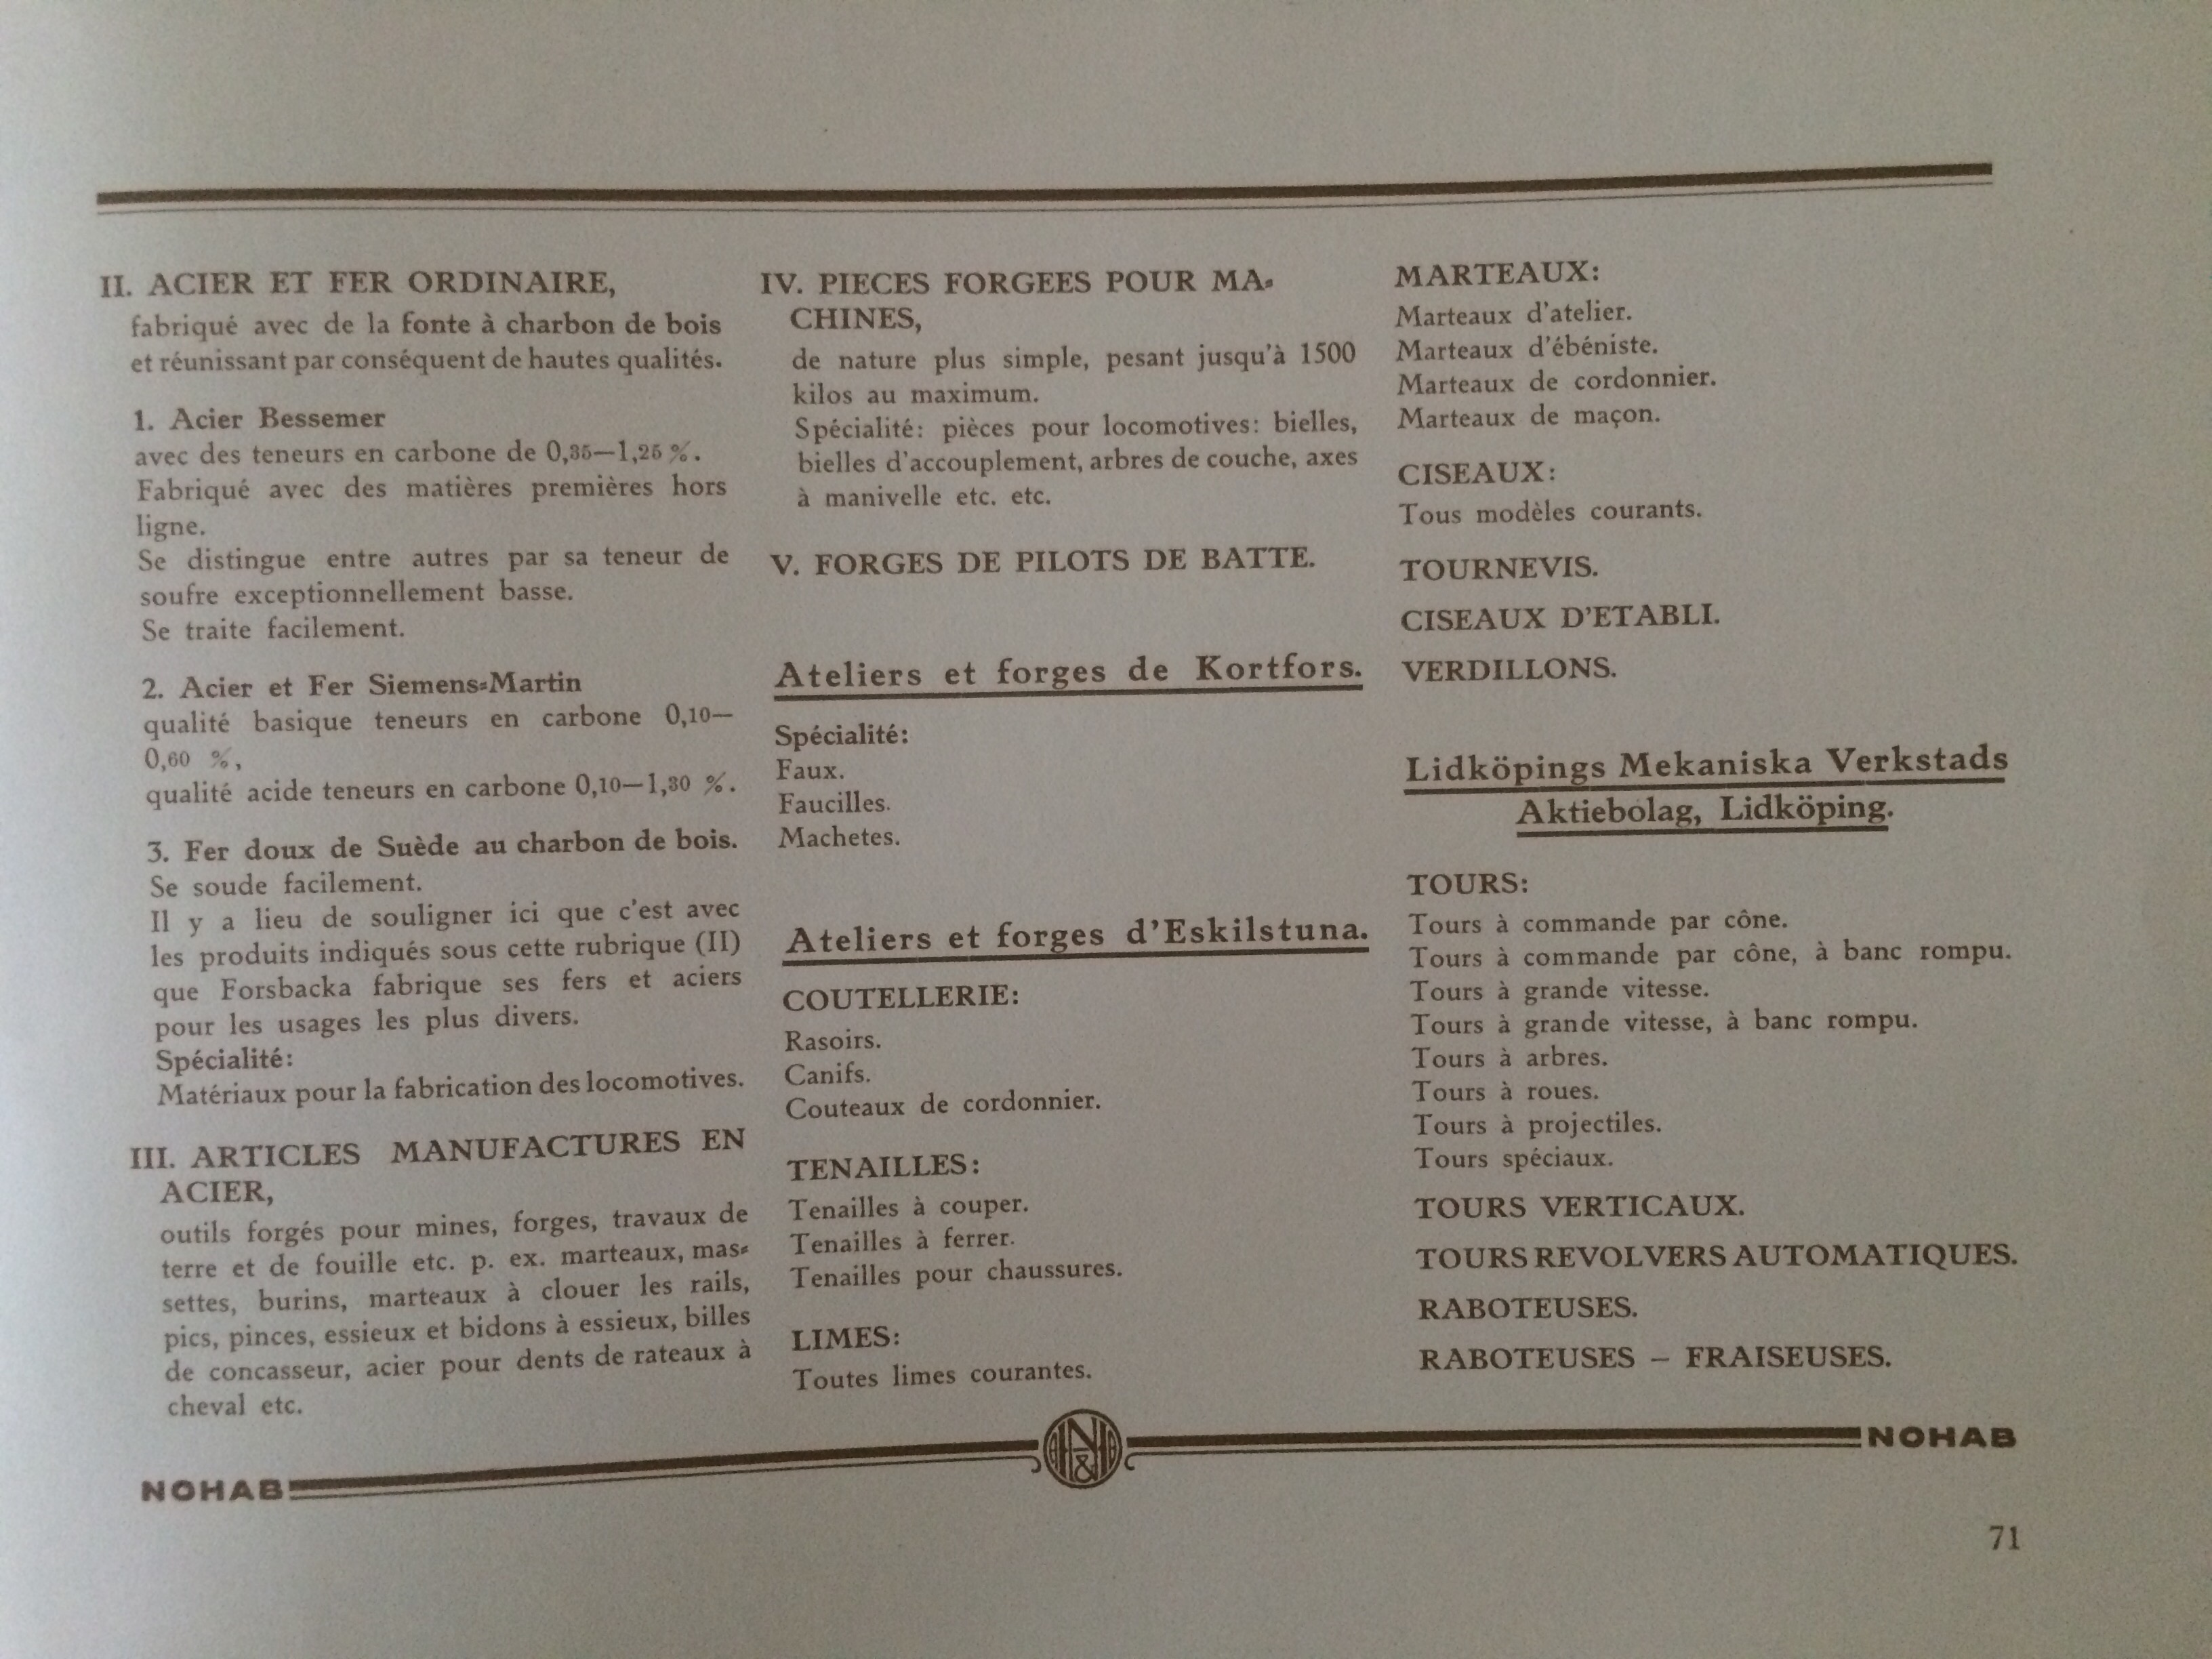 II. ACIER ET FER ORDINAIRE,
fabriqué avec de la fonte à charbon de bois
et réunissant par conséquent de hautes qualités.
1. Acier Bessemer
avec des teneurs en carbone de 0,35—1,25 %.
Fabriqué avec des matières premières hors
ligne.
Se distingue entre autres par sa teneur de
soufre exceptionnellement basse.
Se traite facilement.
2. Acier et Fer Siemens-Martin
qualité basique teneurs en carbone 0,10—
0,60 %,
qualité acide teneurs en carbone 0,10—1,30 %.
3. Fer doux de Suède au charbon de bois.
Se soude facilement.
Il y a lieu de souligner ici que c'est avec
les produits indiqués sous cette rubrique (II)
que Forsbacka fabrique ses fers et aciers
pour les usages les plus divers.
Spécialité:
Matériaux pour la fabrication des locomotives.
III. ARTICLES MANUFACTURES EN
ACIER,
outils forgés pour mines, forges, travaux de
terre et de fouille etc. p. ex. marteaux, mas-
settes, burins, marteaux à clouer les rails,
pics, pinces, essieux et bidons à essieux, billes
de concasseur, acier pour dents de rateaux à
cheval etc.
IV. PIECES FORGEES POUR MA-
CHINES,
de nature plus simple, pesant jusqu'à 1500
kilos au maximum.
Spécialité: pièces pour locomotives: bielles,
bielles d'accouplement, arbres de couche, axes
à manivelle etc. etc.
V. FORGES DE PILOTS DE BATTE.
Ateliers et forges de Kortfors.
Spécialité:
Faux.
Faucilles.
Machetes.
Ateliers et forges d'Eskilstuna.
COUTELLERIE:
Rasoirs.
Canifs.
Couteaux de cordonnier.
TENAILLES:
Tenailles à couper.
Tenailles à ferrer.
Tenailles pour chaussures.
LIMES:
Toutes limes courantes.
MARTEAUX:
Marteaux d'atelier.
Marteaux d'ébéniste.
Marteaux de cordonnier.
Marteaux de maçon.
CISEAUX:
Tous modèles courants.
TOURNEVIS.
CISEAUX D'ETABLI.
VERDILLONS.
Lidköpings Mekaniska Verkstads
Aktiebolag, Lidköping.
TOURS:
Tours à commande par cône.
Tours à commande par cône, à banc rompu.
Tours à grande vitesse.
Tours à grande vitesse, à banc rompu.
Tours à arbres.
Tours à roues.
Tours à projectiles.
Tours spéciaux.
TOURS VERTICAUX.
TOURS REVOLVERS AUTOMATIQUES.
RABOTEUSES.
RABOTEUSES – FRAISEUSES.
NOHAB
NOHAB
71